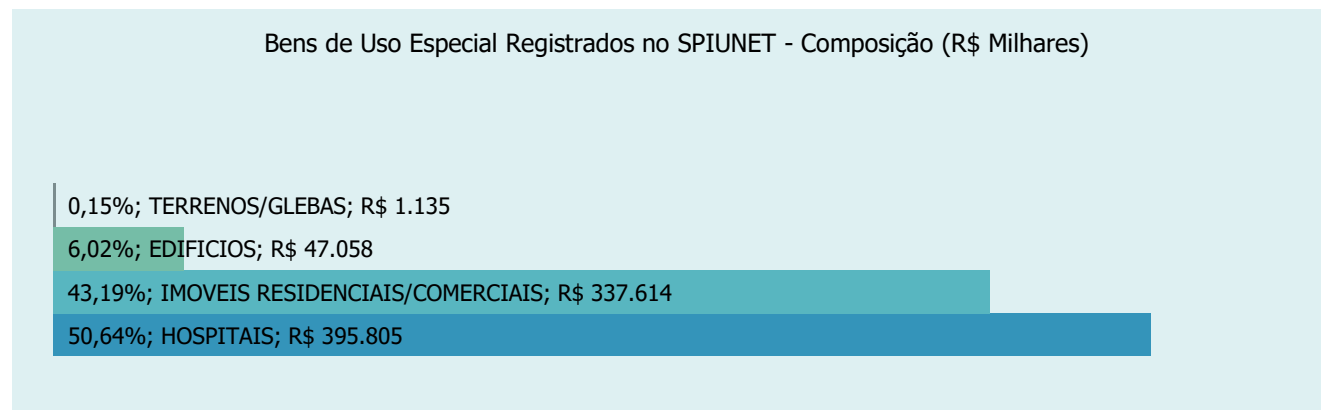 Bens de Uso Especial Registrados no SPIUNET - Composição (R$ Milhares)
0,15%; TERRENOS/GLEBAS; R$ 1.135
6,02%; EDIFICIOS; R$ 47.058
43,19%; IMOVEIS RESIDENCIAIS/COMERCIAIS; R$ 337.614
50,64%; HOSPITAIS; R$ 395.805